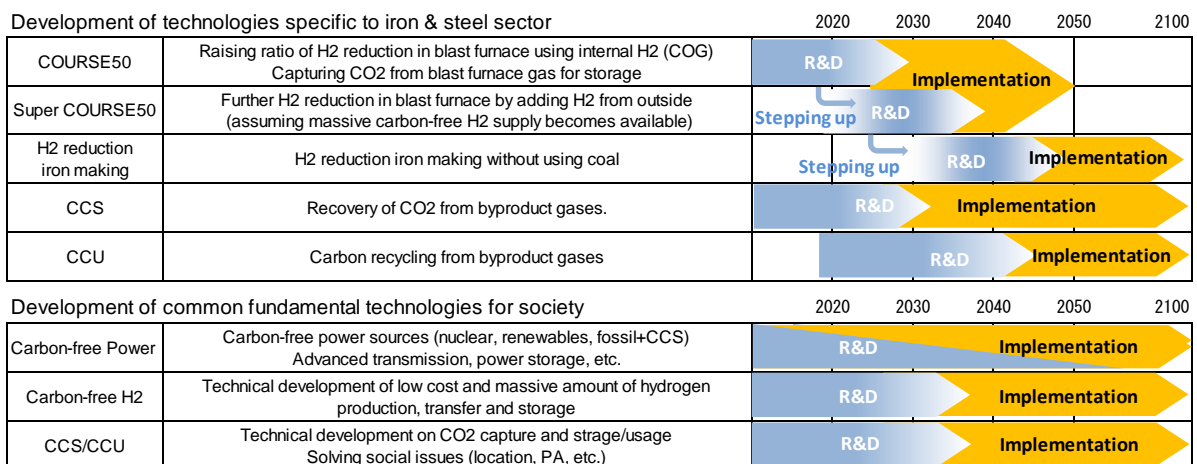 Development of technologies specific to iron & steel sector
2020 2030 2040 2050 2100
COURSE50
Raising ratio of H2 reduction in blast furnace using internal H2 (COG)
Capturing CO2 from blast furnace gas for storage
R&D
Implementation
Super COURSE50
Further H2 reduction in blast furnace by adding H2 from outside
(assuming massive carbon-free H2 supply becomes available)
Stepping up
R&D
H2 reduction
iron making
H2 reduction iron making without using coal
Stepping up
R&D
Implementation
CCS
Recovery of CO2 from byproduct gases.
R&D
Implementation
CCU
Carbon recycling from byproduct gases
R&D
Implementation
Development of common fundamental technologies for society
2020 2030 2040 2050 2100
Carbon-free Power
Carbon-free power sources (nuclear, renewables, fossil+CCS)
Advanced transmission, power storage, etc.
R&D
Implementation
Carbon-free H2
Technical development of low cost and massive amount of hydrogen
production, transfer and storage
R&D
Implementation
CCS/CCU
Technical development on CO2 capture and strage/usage
Solving social issues (location, PA, etc.)
R&D
Implementation